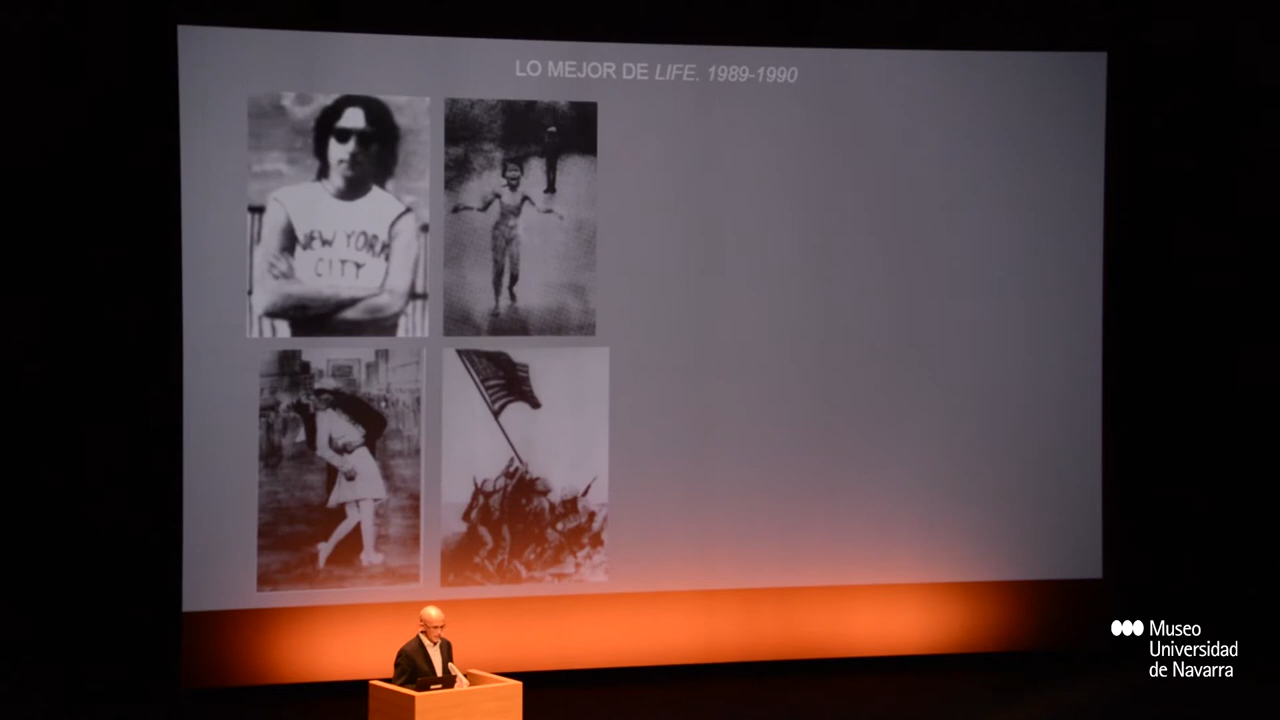 LO MEJOR DE LIFE. 1989-1990
NEW YORK
CITY
Museo
Universidad
de Navarra